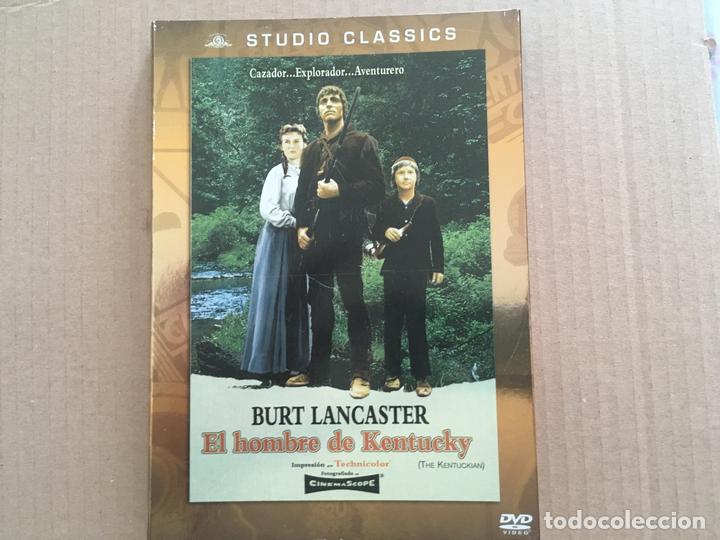 STUDIO CLASSICS
Cazador...Explorador...Aventurero
BURT LANCASTER
El hombre de Kentucky
Impresión por Technicolor®
(THE KENTUCKIAN)
Fotografiado en
CINEMASCOPE®
DVD
VIDEO
todocoleccion